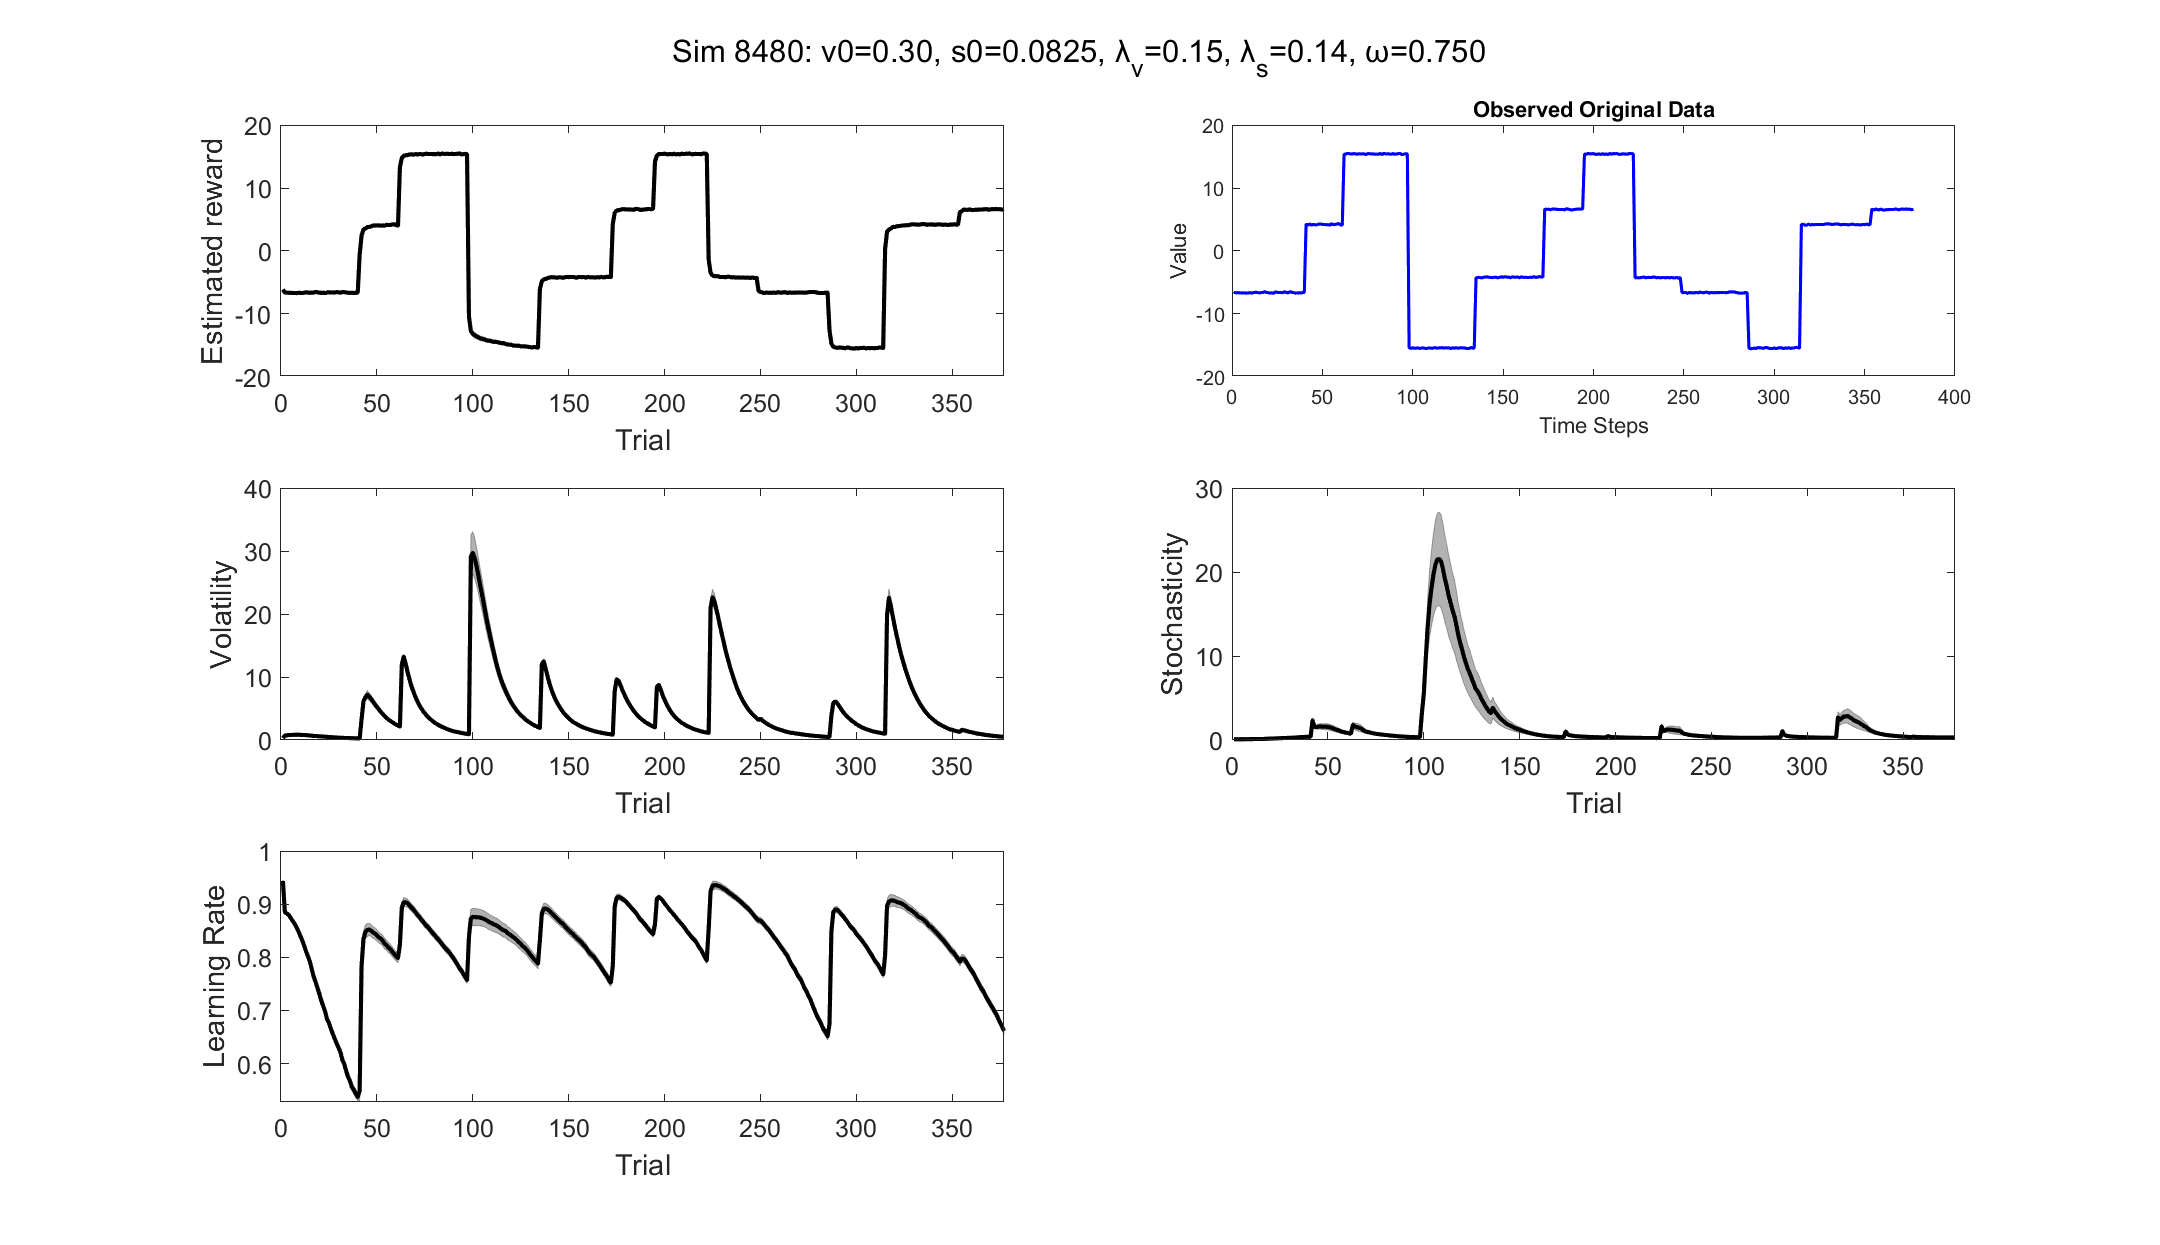 Sim 8480: v0=0.30, s0=0.0825, λ_v=0.15, λ_s=0.14, ω=0.750
20
10
0
-10
-20
Estimated reward
0 50 100 150 200 250 300 350
Trial
Observed Original Data
20
10
0
-10
-20
Value
0 50 100 150 200 250 300 350 400
Time Steps
40
30
20
10
0
Volatility
0 50 100 150 200 250 300 350
Trial
30
20
10
0
Stochasticity
0 50 100 150 200 250 300 350
Trial
1
0.9
0.8
0.7
0.6
Learning Rate
0 50 100 150 200 250 300 350
Trial